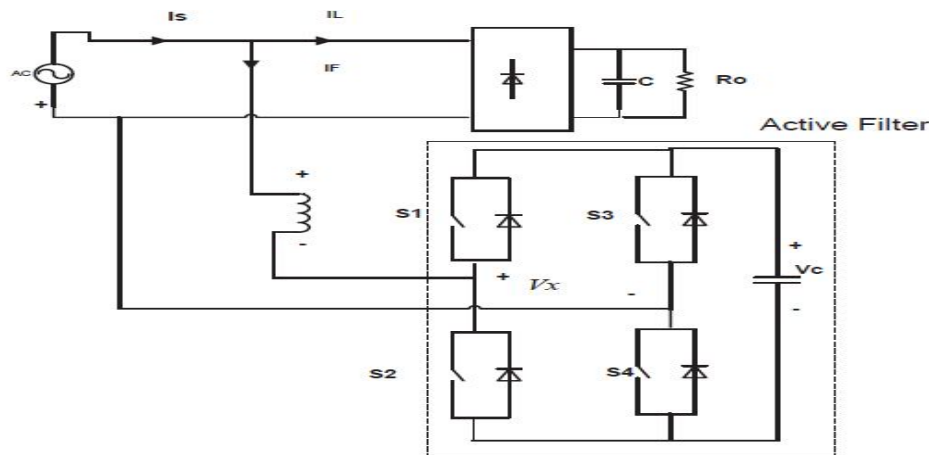 Is
IL
AC
+
IF
C
Ro
Active Filter
+
-
S1
S3
+
Vx
-
+
Vc
-
S2
S4